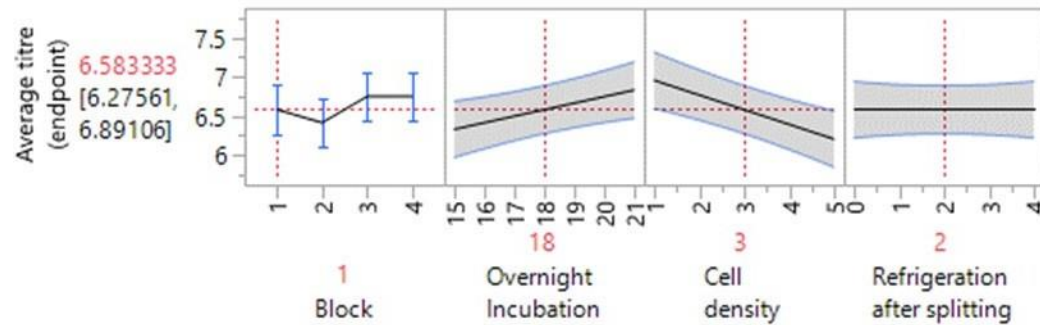 Average titre
(endpoint)
6.583333
[6.27561,
6.89106]
7.5
7
6.5
6
1 2 3 4
15 16 17 18 19 20 21
1 2 3 4 5
0 1 2 3 4
1
Block
18
Overnight
Incubation
3
Cell
density
2
Refrigeration
after splitting